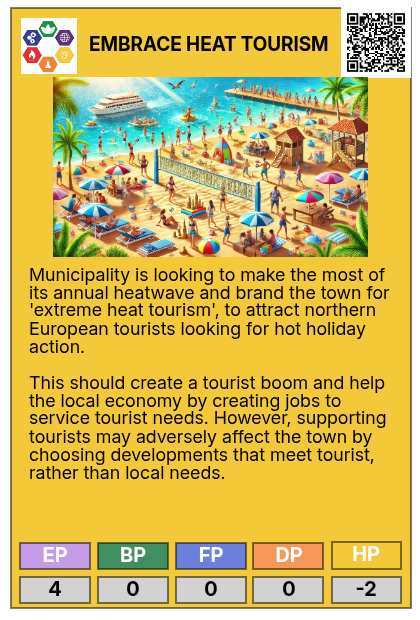 EMBRACE HEAT TOURISM
Municipality is looking to make the most of
its annual heatwave and brand the town for
'extreme heat tourism', to attract northern
European tourists looking for hot holiday
action.
This should create a tourist boom and help
the local economy by creating jobs to
service tourist needs. However, supporting
tourists may adversely affect the town by
choosing developments that meet tourist,
rather than local needs.
EP BP FP DP HP
4 0 0 0 -2